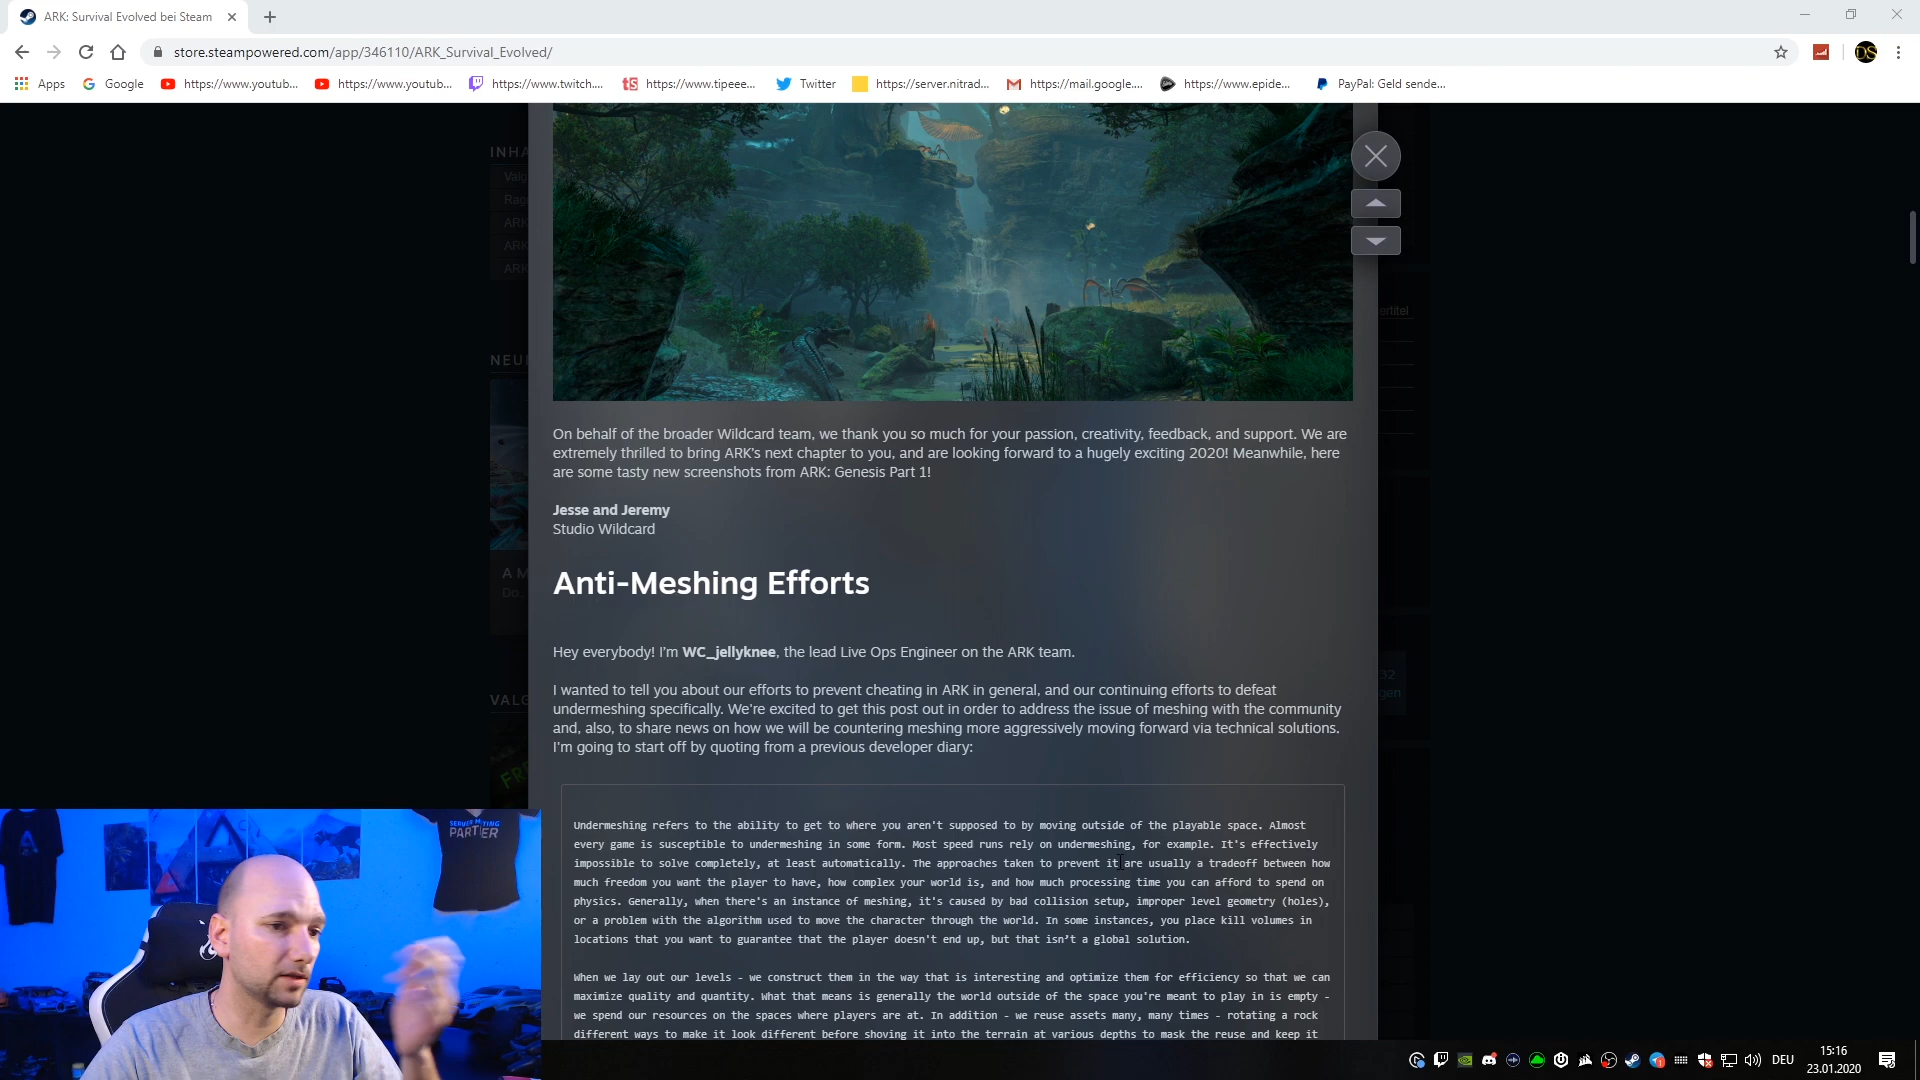 ARK: Survival Evolved bei Steam
store.steampowered.com/app/346110/ARK_Survival_Evolved/
DS
Apps
Google
https://www.youtub...
https://www.youtub...
https://www.twitch....
https://www.tipeee...
Twitter
https://server.nitrad...
https://mail.google....
https://www.epide...
PayPal: Geld sende...
INHA
Valg
Rag
ARK
ARK
ARK
ertitel
NEU
On behalf of the broader Wildcard team, we thank you so much for your passion, creativity, feedback, and support. We are
extremely thrilled to bring ARK's next chapter to you, and are looking forward to a hugely exciting 2020! Meanwhile, here
are some tasty new screenshots from ARK: Genesis Part 1!
Jesse and Jeremy
Studio Wildcard
A M
Do..
Anti-Meshing Efforts
Hey everybody! I'm WC_jellyknee, the lead Live Ops Engineer on the ARK team.
32
gen
VALG
I wanted to tell you about our efforts to prevent cheating in ARK in general, and our continuing efforts to defeat
undermeshing specifically. We're excited to get this post out in order to address the issue of meshing with the community
and, also, to share news on how we will be countering meshing more aggressively moving forward via technical solutions.
I'm going to start off by quoting from a previous developer diary:
FRE
Undermeshing refers to the ability to get to where you aren't supposed to by moving outside of the playable space. Almost
every game is susceptible to undermeshing in some form. Most speed runs rely on undermeshing, for example. It's effectively
impossible to solve completely, at least automatically. The approaches taken to prevent it are usually a tradeoff between how
much freedom you want the player to have, how complex your world is, and how much processing time you can afford to spend on
physics. Generally, when there's an instance of meshing, it's caused by bad collision setup, improper level geometry (holes),
or a problem with the algorithm used to move the character through the world. In some instances, you place kill volumes in
locations that you want to guarantee that the player doesn't end up, but that isn't a global solution.
When we lay out our levels - we construct them in the way that is interesting and optimize them for efficiency so that we can
maximize quality and quantity. What that means is generally the world outside of the space you're meant to play in is empty -
we spend our resources on the spaces where players are at. In addition - we reuse assets many, many times - rotating a rock
different ways to make it look different before shoving it into the terrain at various depths to mask the reuse and keep it
DEU
15:16
23.01.2020